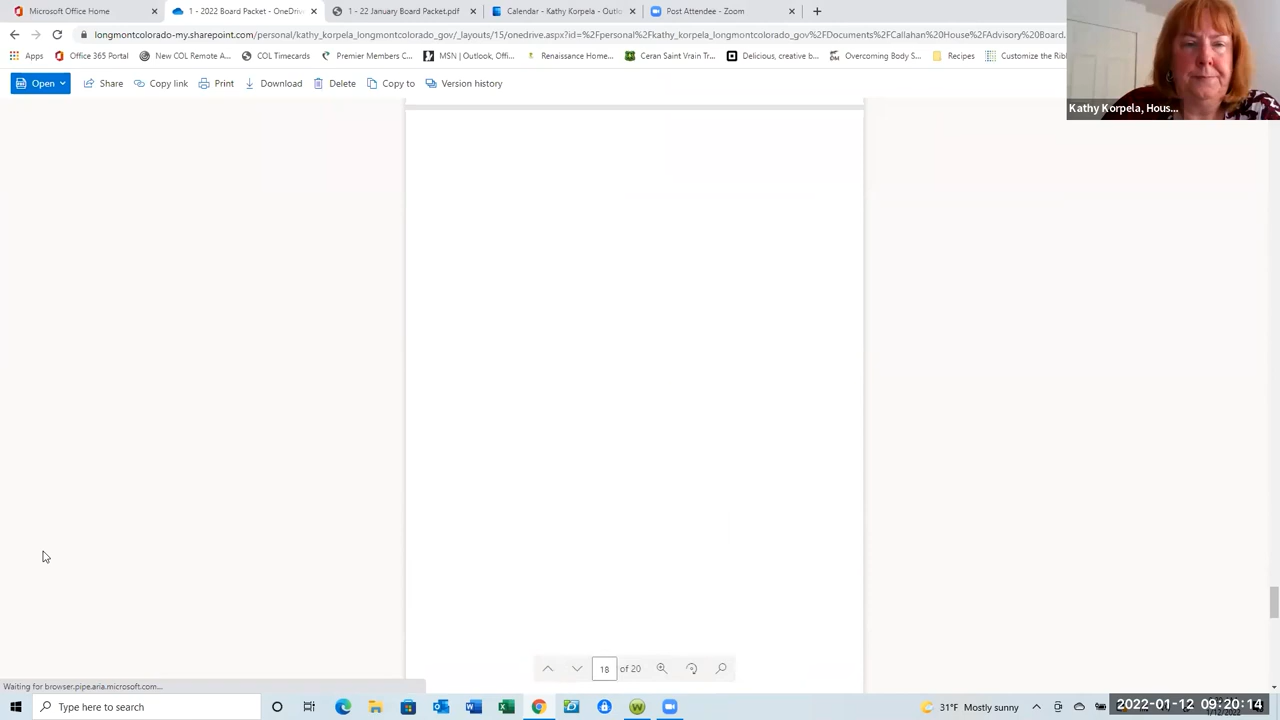 Microsoft Office Home
1 - 2022 Board Packet - OneDriv
1 - 22 January Board Packet.pdf
Calendar - Kathy Korpela - Outlo
Post Attendee - Zoom
longmontcolorado-my.sharepoint.com/personal/kathy_korpela_longmontcolorado_gov/_layouts/15/onedrive.aspx?id=%2Fpersonal%2Fkathy_korpela_longmontcolorado_gov%2FDocuments%2FCallahan%20House%2FAdvisory%20Board.
Apps
Office 365 Portal
New COL Remote A...
COL Timecards
Premier Members C...
MSN | Outlook, Offi...
Renaissance Home...
Ceran Saint Vrain Tr...
Delicious, creative b...
Overcoming Body S...
Recipes
Customize the Rib
Open
Share
Copy link
Print
Download
Delete
Copy to
Version history
Kathy Korpela, Hous...
18 of 20
Waiting for browser.pipe.aria.microsoft.com...
Type here to search
31°F Mostly sunny
2022-01-12 09:20:14